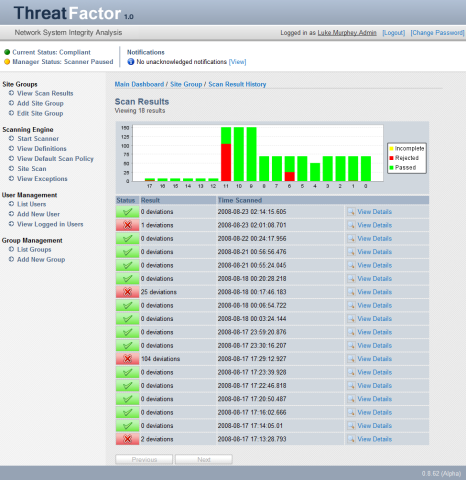 ThreatFactor 1.0
Network System Integrity Analysis
Logged in as Luke.Murphey.Admin [Logout] [Change Password]
Current Status: Compliant
Manager Status: Scanner Paused
Notifications
No unacknowledged notifications [View]
Site Groups
View Scan Results
Add Site Group
Edit Site Group
Scanning Engine
Start Scanner
View Definitions
View Default Scan Policy
Site Scan
View Exceptions
User Management
List Users
Add New User
View Logged in Users
Group Management
List Groups
Add New Group
Main Dashboard / Site Group / Scan Result History
Scan Results
Viewing 18 results
150
125
100
75
50
25
0
17 16 15 14 13 12 11 10 9 8 7 6 5 4 3 2 1 0
Incomplete
Rejected
Passed
Status Result Time Scanned
0 deviations 2008-08-23 02:14:15.605 View Details
1 deviations 2008-08-23 02:01:08.701 View Details
0 deviations 2008-08-22 00:24:17.956 View Details
0 deviations 2008-08-21 00:56:56.476 View Details
0 deviations 2008-08-21 00:55:24.045 View Details
0 deviations 2008-08-18 00:20:28.218 View Details
25 deviations 2008-08-18 00:17:46.183 View Details
0 deviations 2008-08-18 00:06:54.722 View Details
0 deviations 2008-08-18 00:03:24.144 View Details
0 deviations 2008-08-17 23:59:20.876 View Details
0 deviations 2008-08-17 23:30:16.207 View Details
104 deviations 2008-08-17 17:29:12.927 View Details
0 deviations 2008-08-17 17:23:39.928 View Details
0 deviations 2008-08-17 17:22:46.818 View Details
0 deviations 2008-08-17 17:20:50.487 View Details
0 deviations 2008-08-17 17:16:02.666 View Details
0 deviations 2008-08-17 17:14:05.01 View Details
2 deviations 2008-08-17 17:13:28.793 View Details
Previous Next
0.8.62 (Alpha)